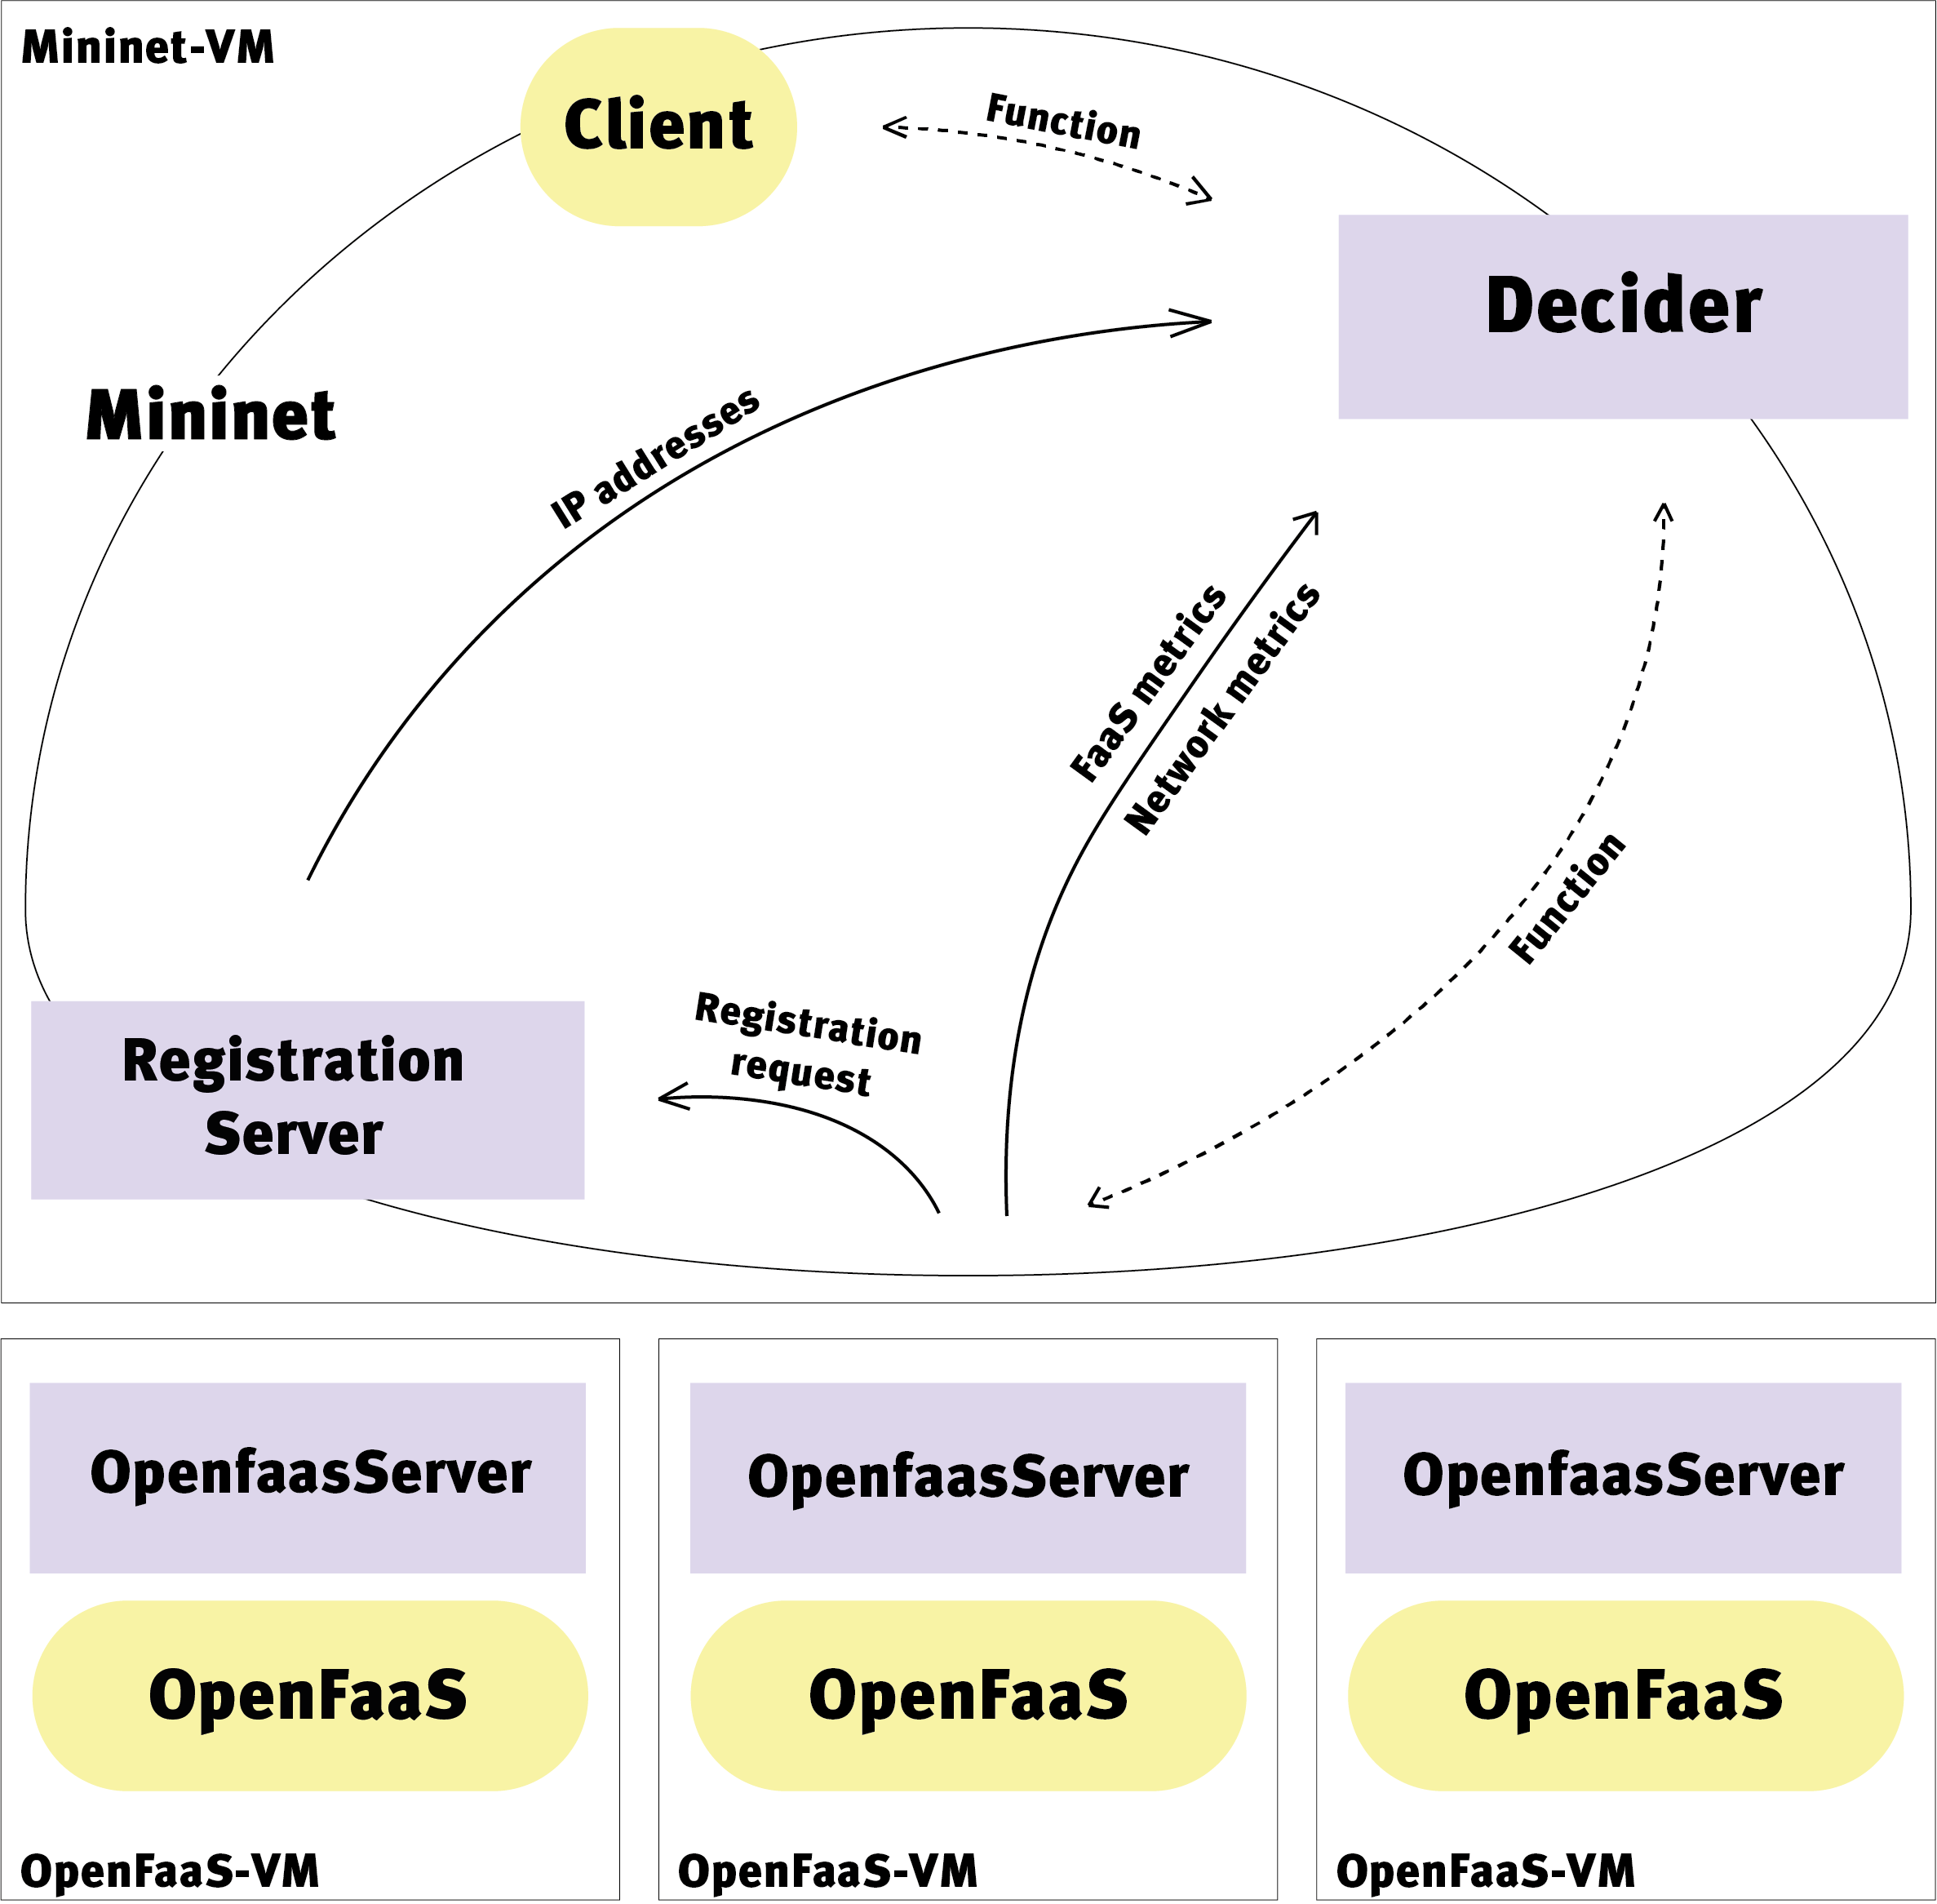 Mininet-VM
Client
Function
Decider
Mininet
IP addresses
FaaS metrics
Network metrics
Function
Registration
request
Registration
Server
OpenfaasServer
OpenFaaS
OpenFaaS-VM
OpenfaasServer
OpenFaaS
OpenFaaS-VM
OpenfaasServer
OpenFaaS
OpenFaaS-VM